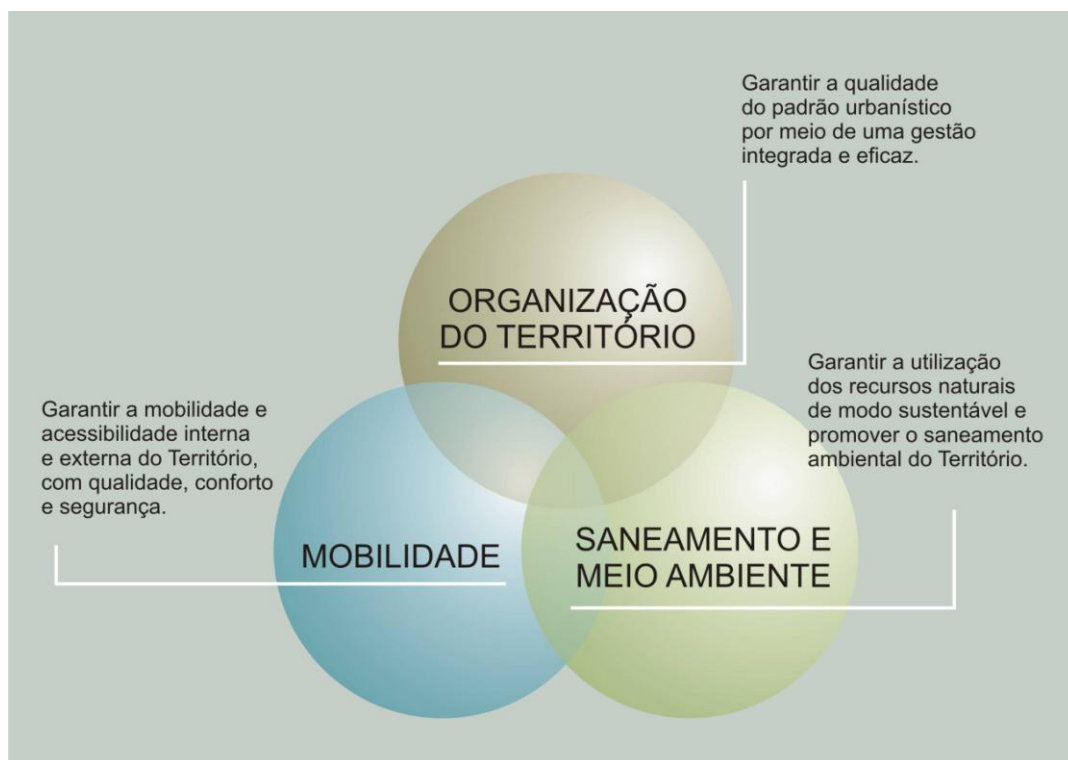 Garantir a qualidade
do padrão urbanístico
por meio de uma gestão
integrada e eficaz.
ORGANIZAÇÃO
DO TERRITÓRIO
Garantir a utilização
dos recursos naturais
de modo sustentável e
promover o saneamento
ambiental do Território.
Garantir a mobilidade e
acessibilidade interna
e externa do Território,
com qualidade, conforto
e segurança.
MOBILIDADE
SANEAMENTO E
MEIO AMBIENTE